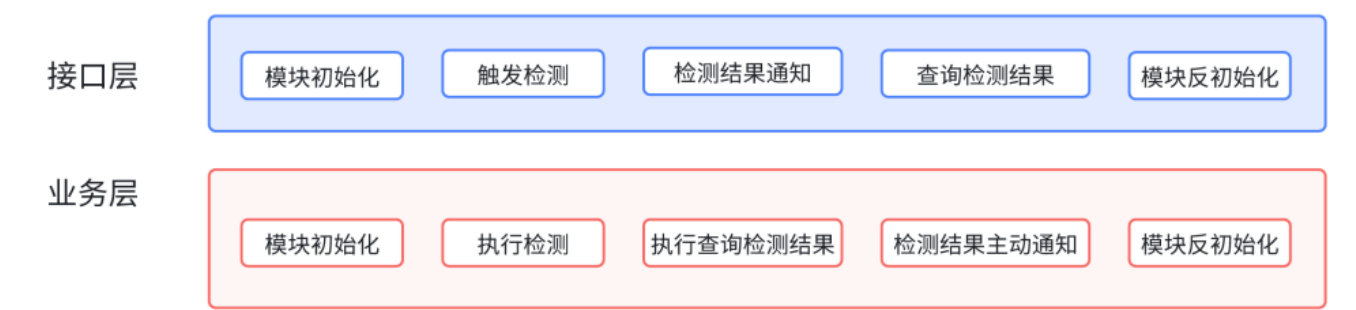 接口层
模块初始化
触发检测
检测结果通知
查询检测结果
模块反初始化
业务层
模块初始化
执行检测
执行查询检测结果
检测结果主动通知
模块反初始化